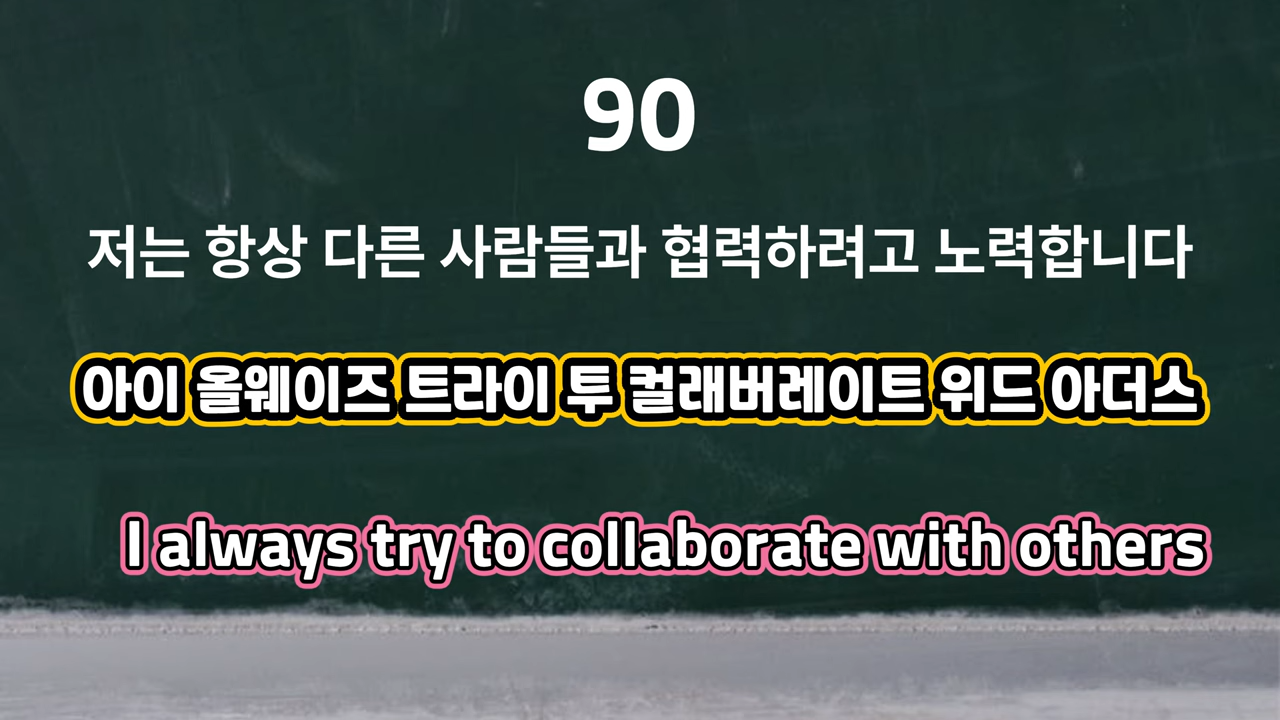 90
저는 항상 다른 사람들과 협력하려고 노력합니다
아이 올웨이즈 트라이 투 컬래버레이트 위드 아더스
I always try to collaborate with others